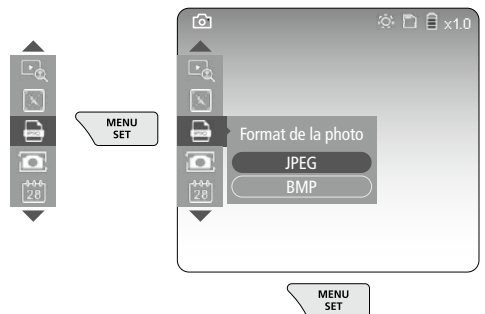 x1.0
MENU
SET
Format de la photo
JPEG
BMP
28
28
MENU
SET